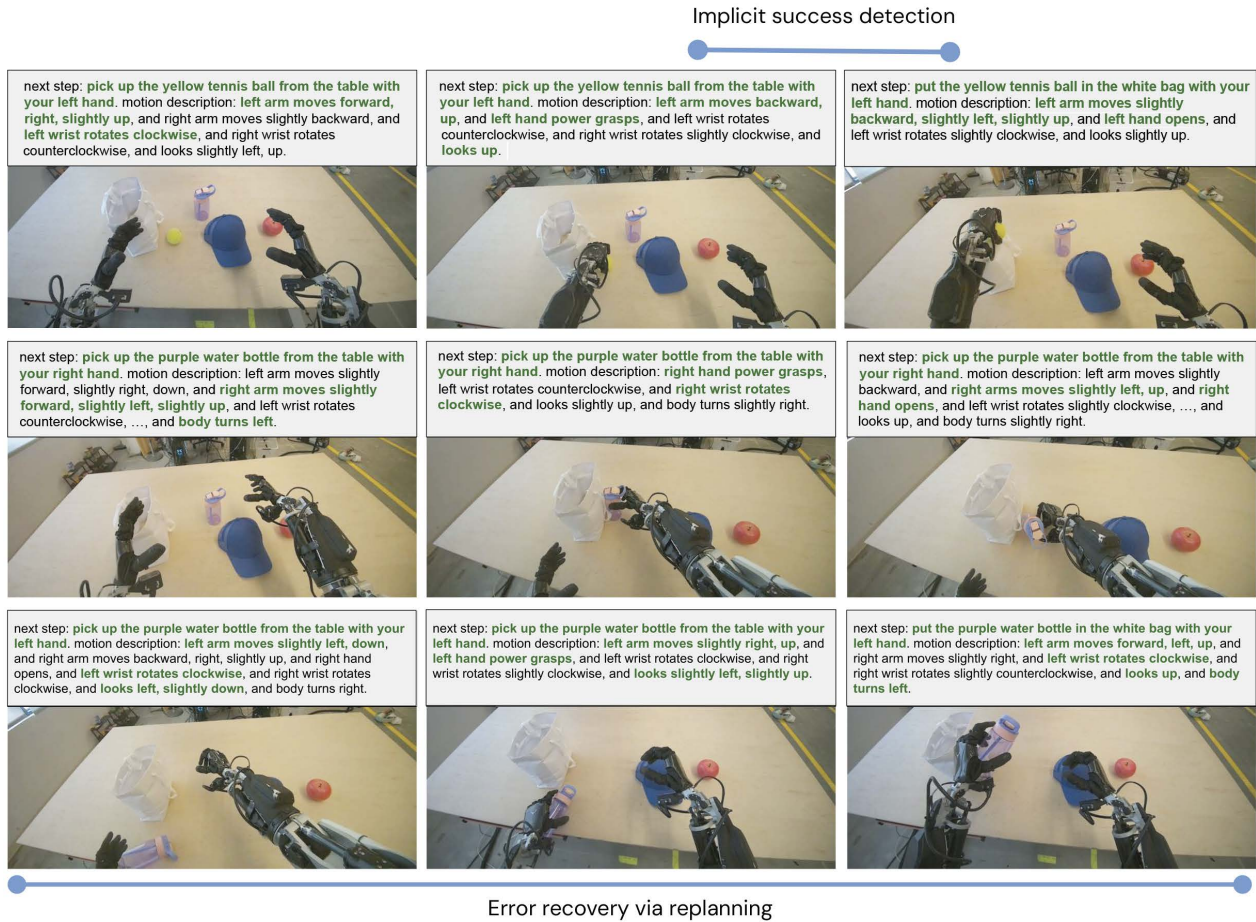 Implicit success detection
next step: pick up the yellow tennis ball from the table with
your left hand. motion description: left arm moves forward,
right, slightly up, and right arm moves slightly backward, and
left wrist rotates clockwise, and right wrist rotates
counterclockwise, and looks slightly left, up.
next step: pick up the yellow tennis ball from the table with
your left hand. motion description: left arm moves backward,
up, and left hand power grasps, and left wrist rotates
counterclockwise, and right wrist rotates slightly clockwise, and
looks up.
next step: put the yellow tennis ball in the white bag with your
left hand. motion description: left arm moves slightly
backward, slightly left, slightly up, and left hand opens, and
left wrist rotates slightly clockwise, and looks slightly up.
next step: pick up the purple water bottle from the table with
your right hand. motion description: left arm moves slightly
forward, slightly right, down, and right arm moves slightly
forward, slightly left, slightly up, and left wrist rotates
counterclockwise, ..., and body turns left.
next step: pick up the purple water bottle from the table with
your right hand. motion description: right hand power grasps,
left wrist rotates counterclockwise, and right wrist rotates
clockwise, and looks slightly up, and body turns slightly right.
next step: pick up the purple water bottle from the table with
your right hand. motion description: left arm moves slightly
backward, and right arms moves slightly left, up, and right
hand opens, and left wrist rotates slightly clockwise, ..., and
looks up, and body turns slightly right.
next step: pick up the purple water bottle from the table with your
left hand. motion description: left arm moves slightly left, down,
and right arm moves backward, right, slightly up, and right hand
opens, and left wrist rotates clockwise, and right wrist rotates
clockwise, and looks left, slightly down, and body turns right.
next step: pick up the purple water bottle from the table with your
left hand. motion description: left arm moves slightly right, up, and
left hand power grasps, and left wrist rotates clockwise, and right
wrist rotates slightly clockwise, and looks slightly left, slightly up.
next step: put the purple water bottle in the white bag with your
left hand. motion description: left arm moves forward, left, up, and
right arm moves slightly right, and left wrist rotates clockwise, and
right wrist rotates slightly counterclockwise, and looks up, and body
turns left.
Error recovery via replanning